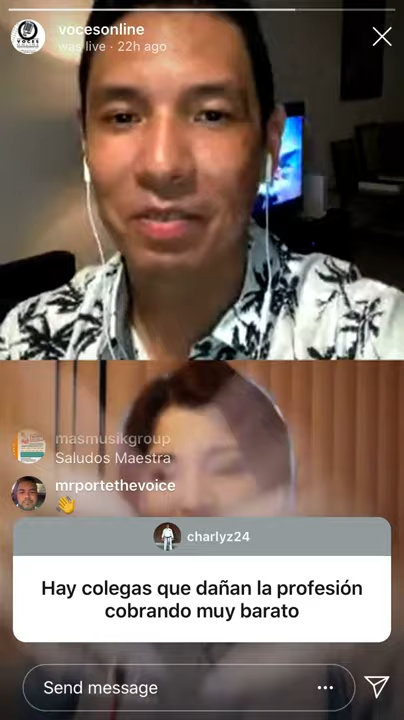 vocesonline
was live · 22h ago
VOCES
masmusikgroup
Saludos Maestra
mrportethevoice
charlyz24
Hay colegas que dañan la profesión
cobrando muy barato
Send message